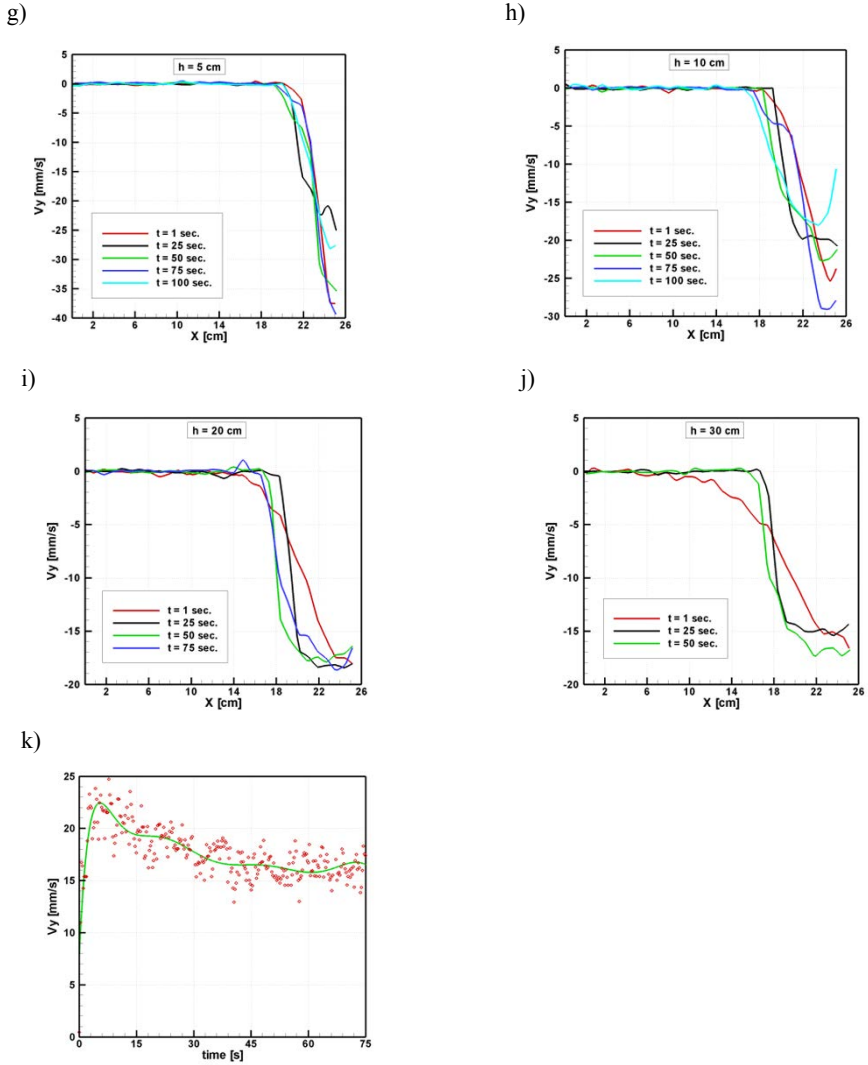 g)
h)
5
0
-5
-10
-15
-20
-25
-30
-35
-40
Vy [mm/s]
h = 5 cm
t = 1 sec.
t = 25 sec.
t = 50 sec.
t = 75 sec.
t = 100 sec.
2 6 10 14 18 22 26
X [cm]
5
0
-5
-10
-15
-20
-25
-30
Vy [mm/s]
h = 10 cm
t = 1 sec.
t = 25 sec.
t = 50 sec.
t = 75 sec.
t = 100 sec.
2 6 10 14 18 22 26
X [cm]
i)
j)
5
0
-5
-10
-15
-20
Vy [mm/s]
h = 20 cm
t = 1 sec.
t = 25 sec.
t = 50 sec.
t = 75 sec.
2 6 10 14 18 22 26
X [cm]
5
0
-5
-10
-15
-20
Vy [mm/s]
h = 30 cm
t = 1 sec.
t = 25 sec.
t = 50 sec.
2 6 10 14 18 22 26
X [cm]
k)
25
20
15
10
5
0
Vy [mm/s]
0 15 30 45 60 75
time [s]